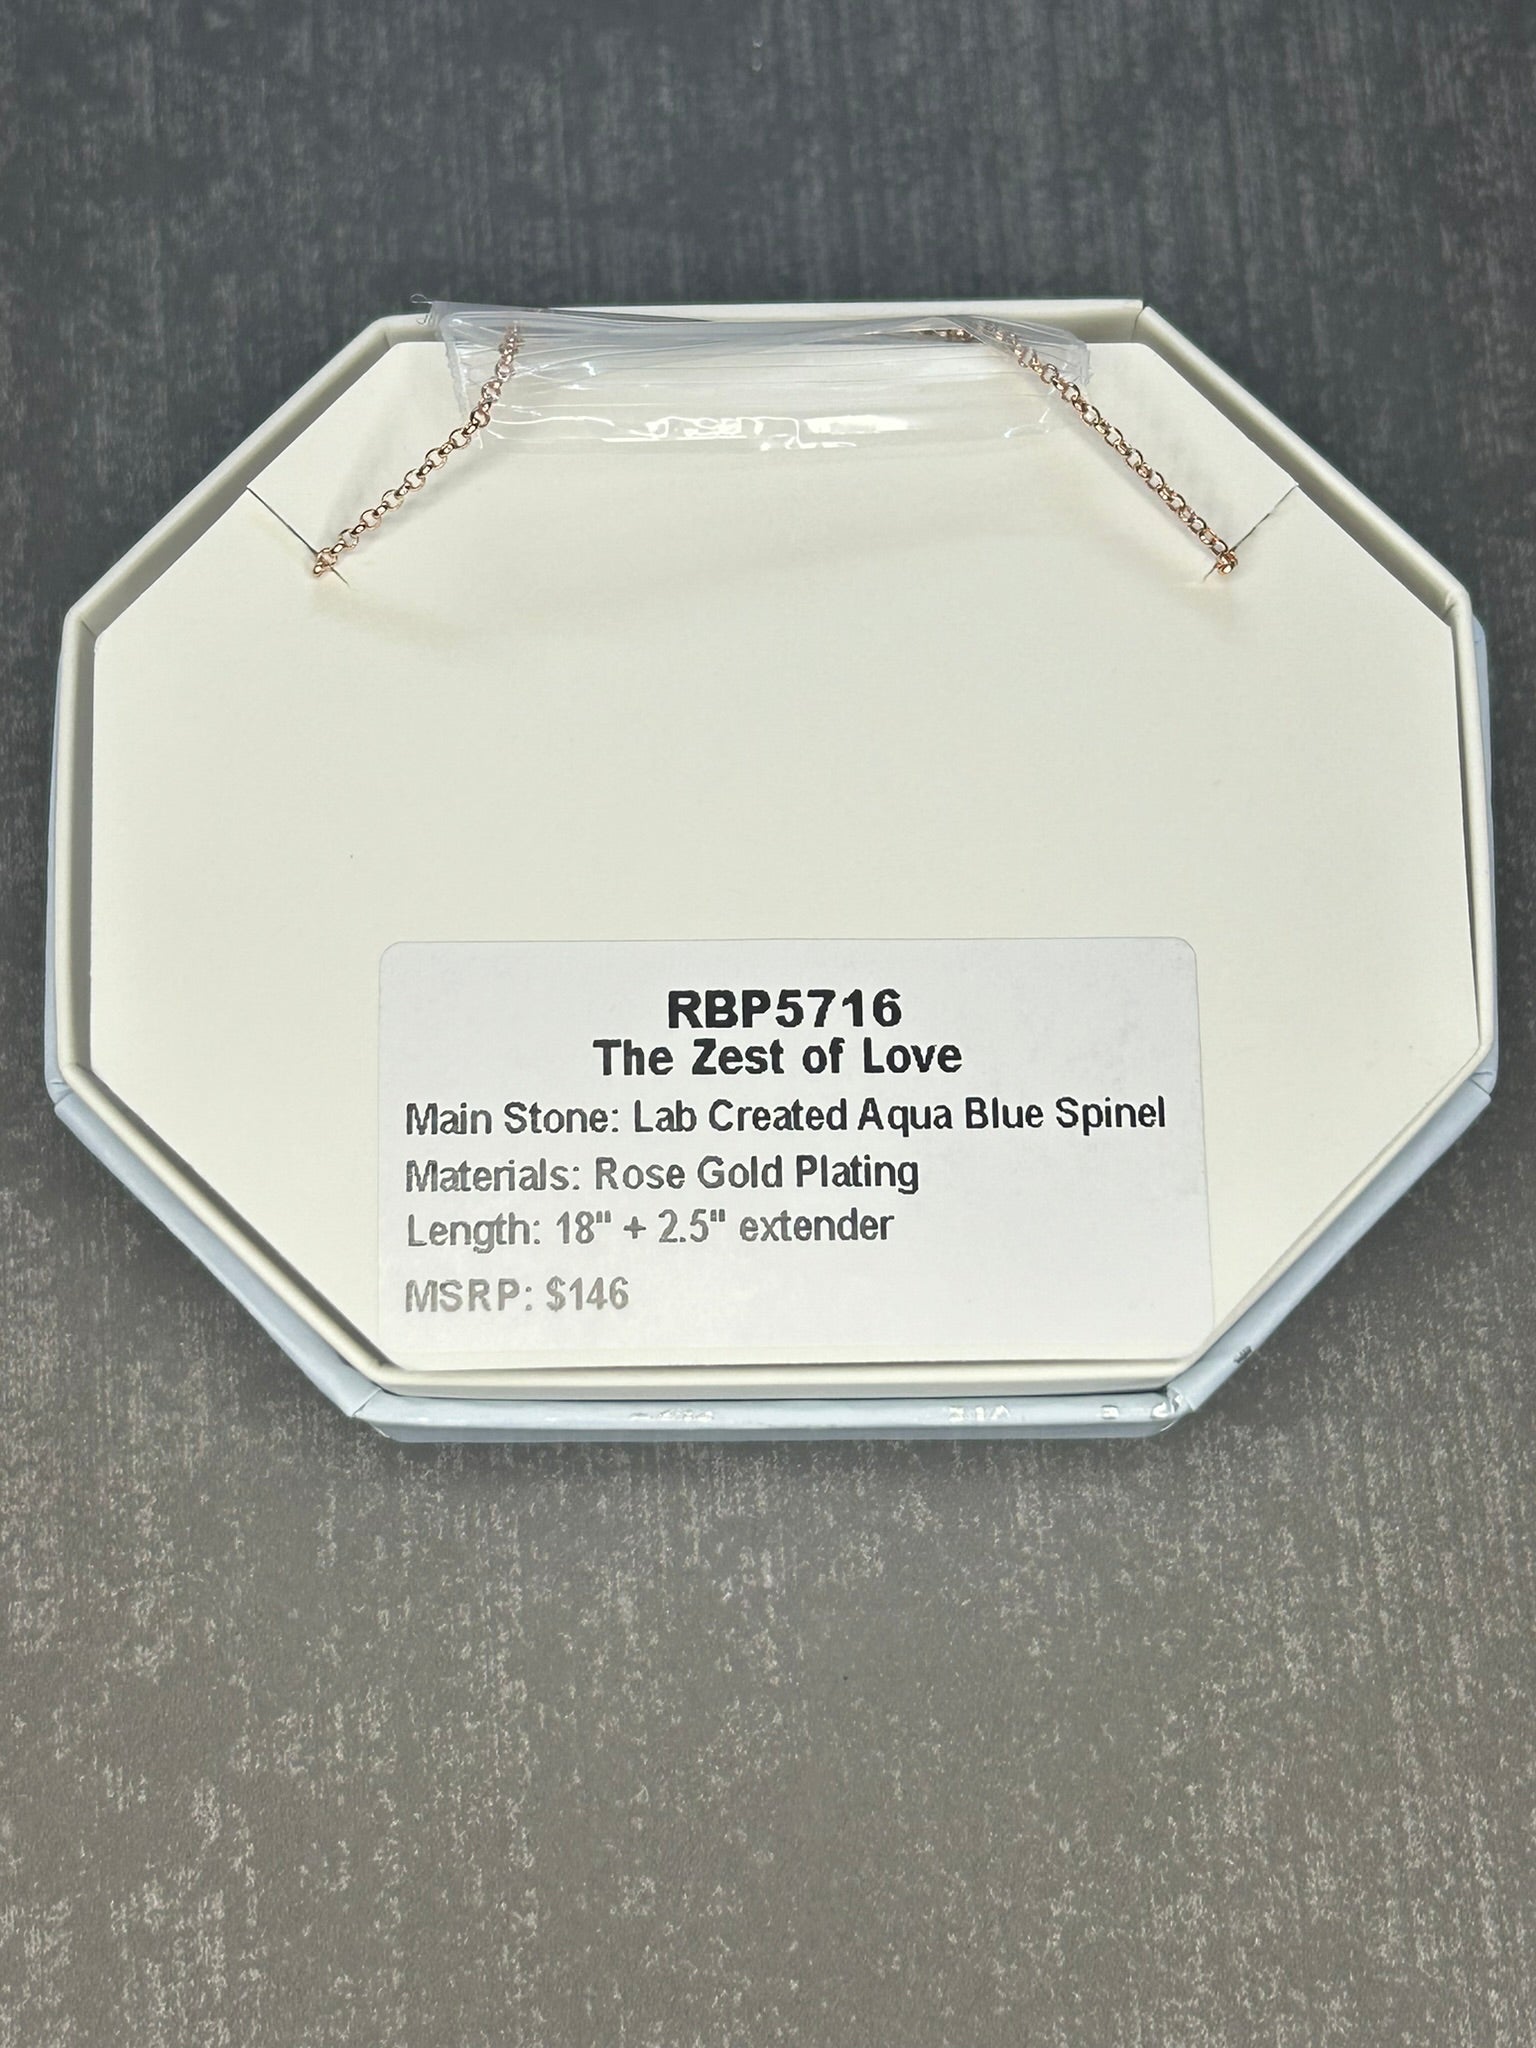 RBP5716
The Zest of Love
Main Stone: Lab Created Aqua Blue Spinel
Materials: Rose Gold Plating
Length: 18" + 2.5" extender
MSRP: $146